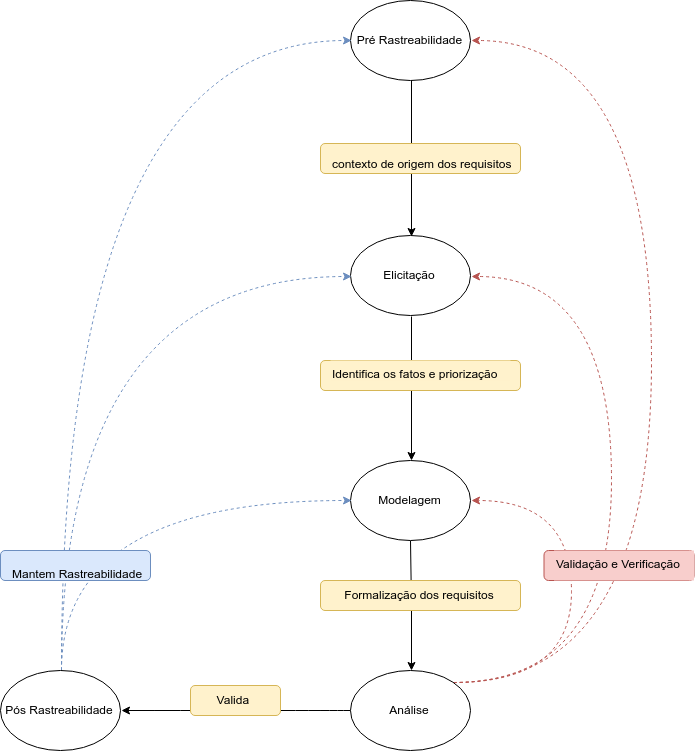 Pré Rastreabilidade
contexto de origem dos requisitos
Elicitação
Identifica os fatos e priorização
Modelagem
Mantem Rastreabilidade
Validação e Verificação
Formalização dos requisitos
Pós Rastreabilidade
Valida
Análise